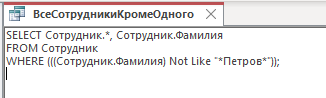 ВсеСотрудникиКромеОдного
SELECT Сотрудник.*, Сотрудник.Фамилия
FROM Сотрудник
WHERE (((Сотрудник.Фамилия) Not Like "*Петров*"));